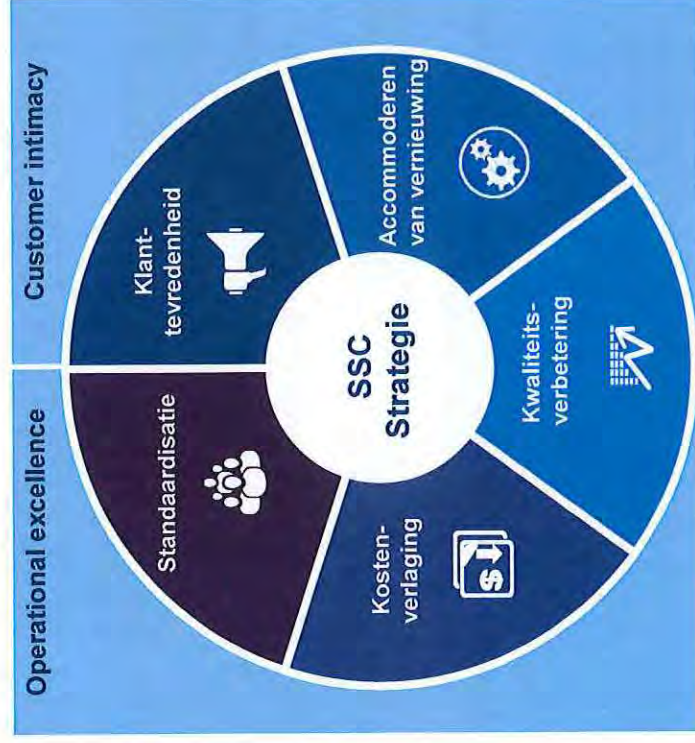 Operational excellence
Customer intimacy
Standaardisatie
Klant-
tevredenheid
Kosten-
verlaging
SSC
Strategie
Accommoderen
van vernieuwing
Kwaliteits-
verbetering
$